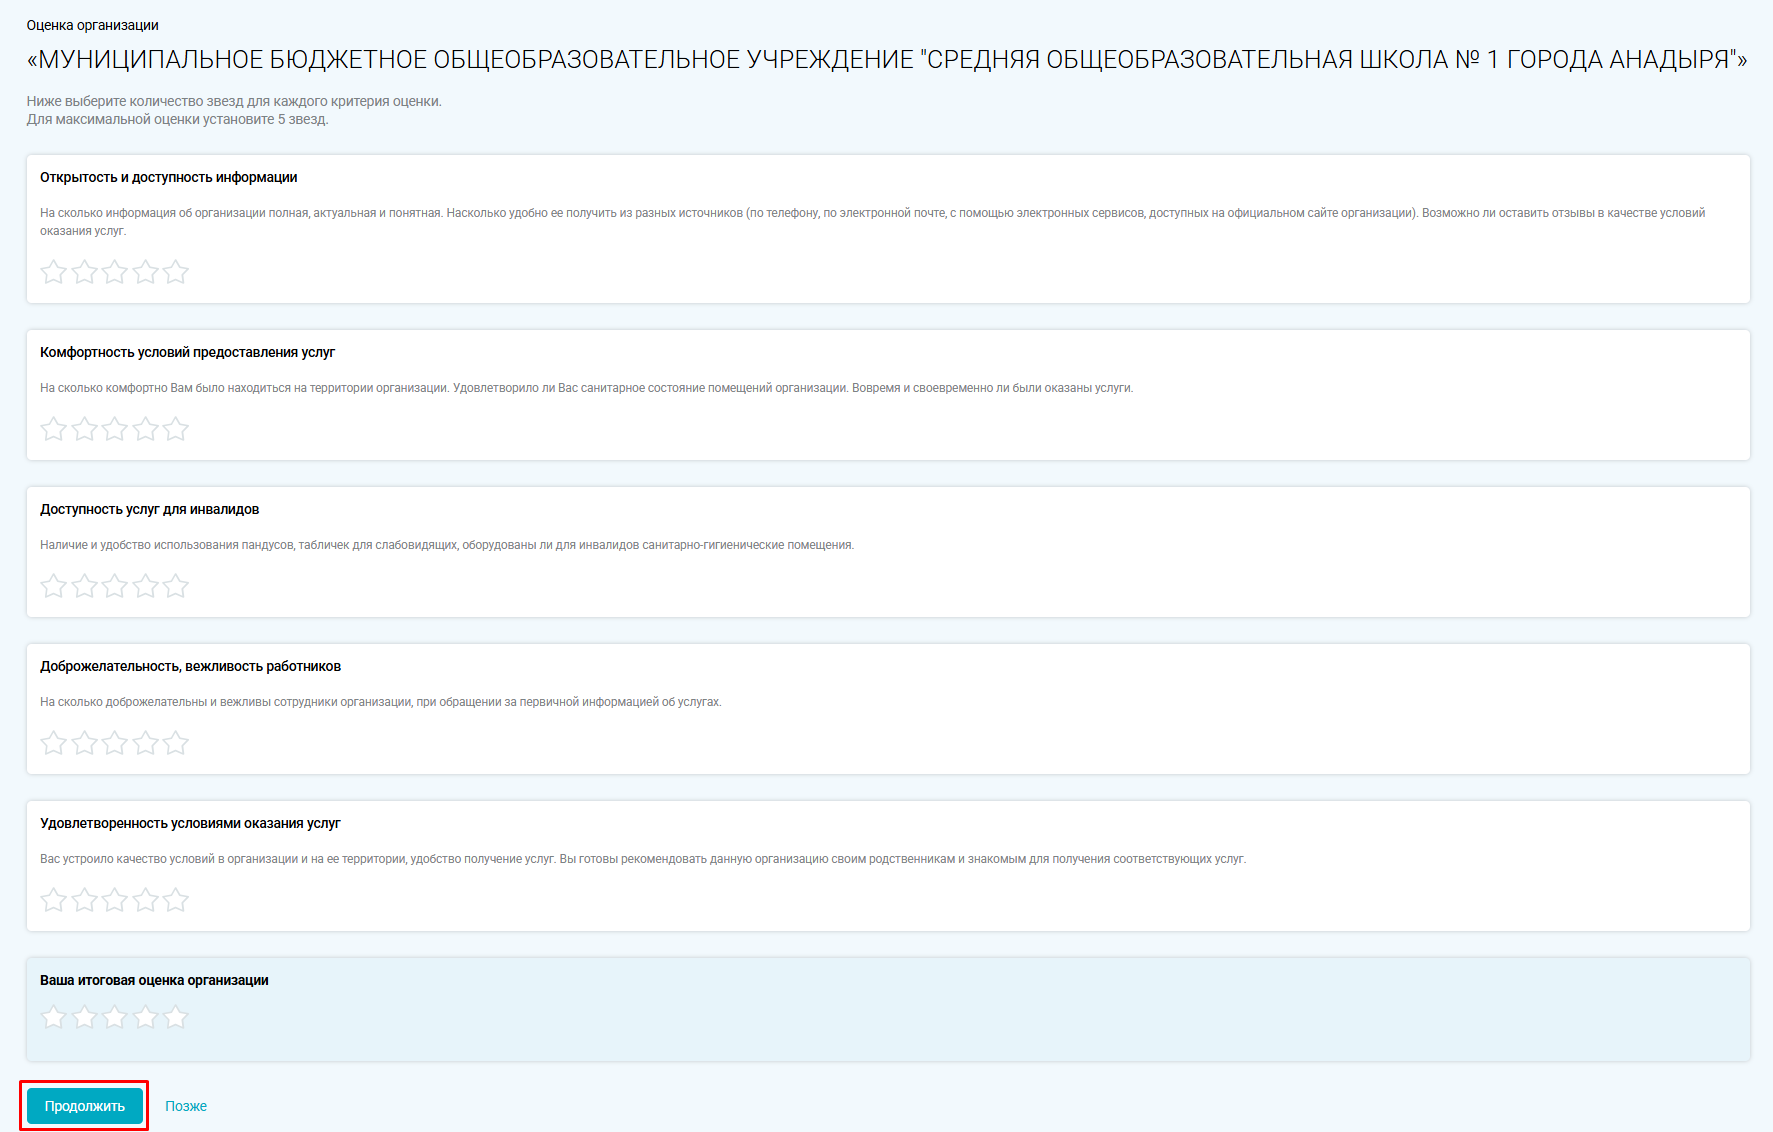 Оценка организации
«МУНИЦИПАЛЬНОЕ БЮДЖЕТНОЕ ОБЩЕОБРАЗОВАТЕЛЬНОЕ УЧРЕЖДЕНИЕ "СРЕДНЯЯ ОБЩЕОБРАЗОВАТЕЛЬНАЯ ШКОЛА № 1 ГОРОДА АНАДЫРЯ"»
Ниже выберите количество звезд для каждого критерия оценки.
Для максимальной оценки установите 5 звезд.
Открытость и доступность информации
На сколько информация об организации полная, актуальная и понятная. Насколько удобно ее получить из разных источников (по телефону, по электронной почте, с помощью электронных сервисов, доступных на официальном сайте организации). Возможно ли оставить отзывы в качестве условий
оказания услуг.
Комфортность условий предоставления услуг
На сколько комфортно Вам было находиться на территории организации. Удовлетворило ли Вас санитарное состояние помещений организации. Вовремя и своевременно ли были оказаны услуги.
Доступность услуг для инвалидов
Наличие и удобство использования пандусов, табличек для слабовидящих, оборудованы ли для инвалидов санитарно-гигиенические помещения.
Доброжелательность, вежливость работников
На сколько доброжелательны и вежливы сотрудники организации, при обращении за первичной информацией об услугах.
Удовлетворенность условиями оказания услуг
Вас устроило качество условий в организации и на ее территории, удобство получение услуг. Вы готовы рекомендовать данную организацию своим родственникам и знакомым для получения соответствующих услуг.
Ваша итоговая оценка организации
Продолжить
Позже